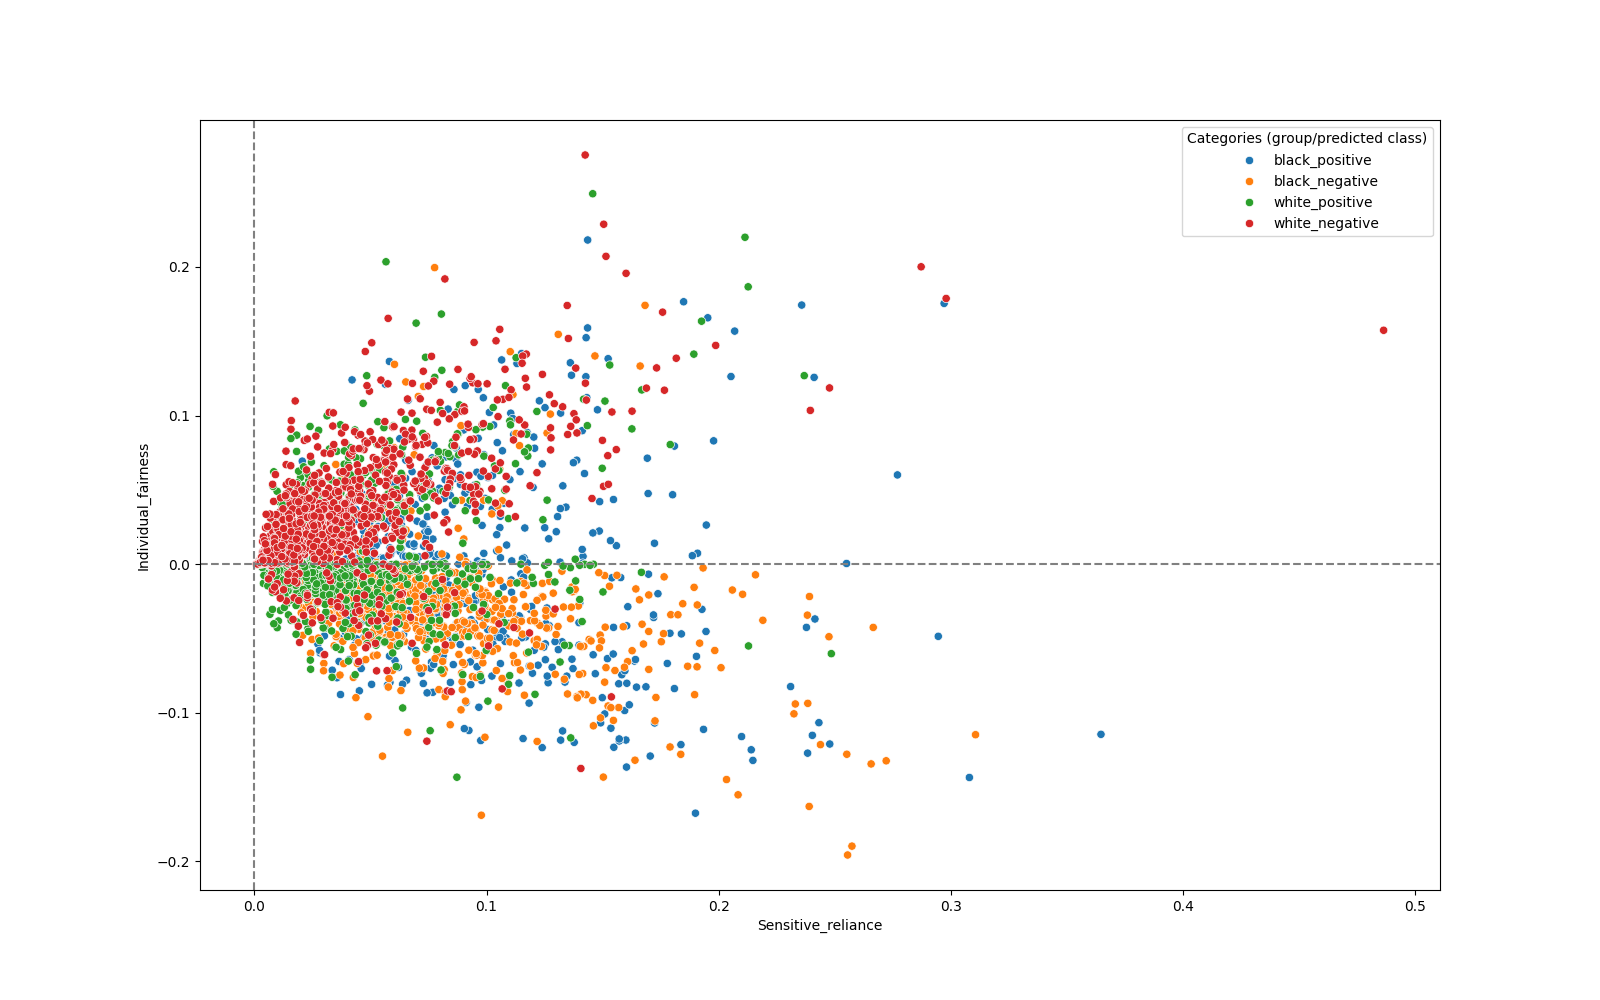 Categories (group/predicted class)
black_positive
black_negative
white_positive
white_negative
Individual_fairness
0.2
0.1
0.0
−0.1
−0.2
0.0 0.1 0.2 0.3 0.4 0.5
Sensitive_reliance